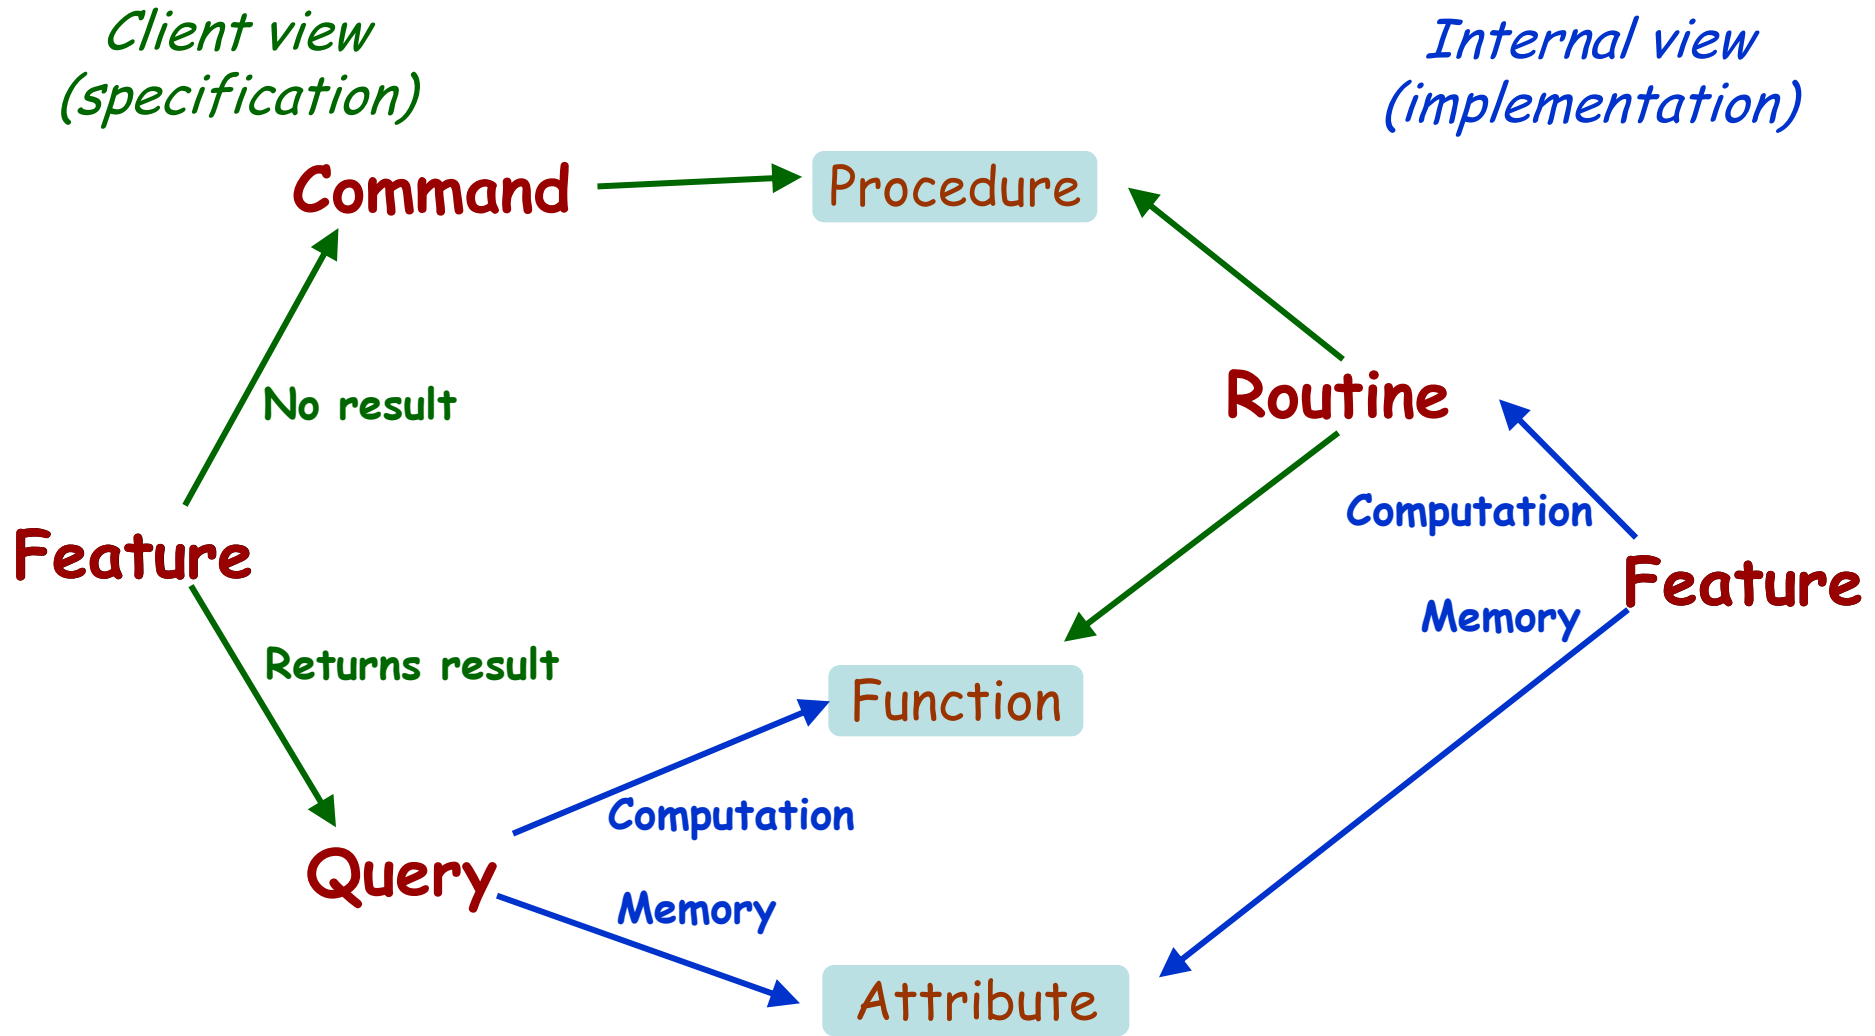 Client view
(specification)
Internal view
(implementation)
Command
Procedure
No result
Routine
Computation
Feature
Feature
Memory
Returns result
Function
Computation
Query
Memory
Attribute